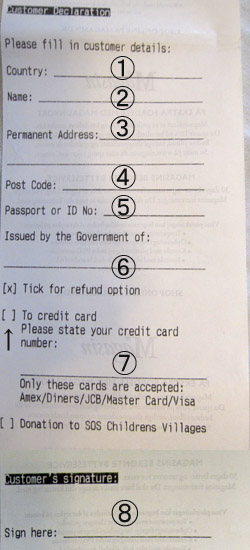 Customer Declaration
Please fill in customer details:
Country: ①
Name: ②
Permanent Address: ③
Post Code: ④
Passport or ID No: ⑤
Issued by the Government of:
⑥
[x] Tick for refund option
[ ] To credit card
↑ Please state your credit card
number:
⑦
Only these cards are accepted:
Amex/Diners/JCB/Master Card/Visa
[ ] Donation to SOS Childrens Villages
Customer's signature:
⑧
Sign here: